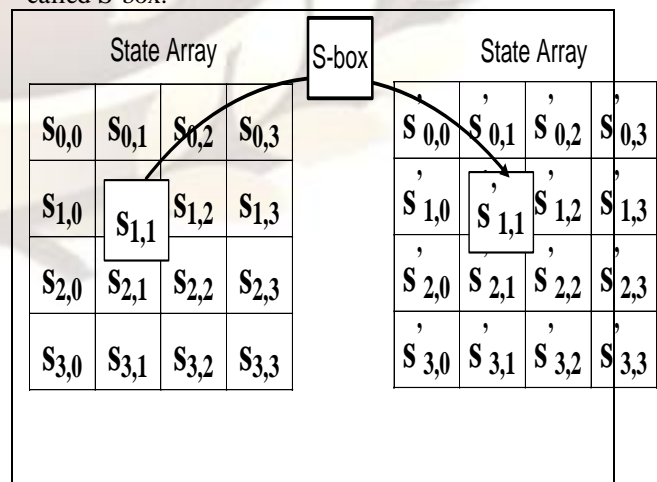 called S-box.
State Array S-box State Array
S0,0 S0,1 S0,2 S0,3 S'0,0 S'0,1 S'0,2 S'0,3
S1,0 S1,1 S1,2 S1,3 S'1,0 S'1,1 S'1,2 S'1,3
S2,0 S2,1 S2,2 S2,3 S'2,0 S'2,1 S'2,2 S'2,3
S3,0 S3,1 S3,2 S3,3 S'3,0 S'3,1 S'3,2 S'3,3